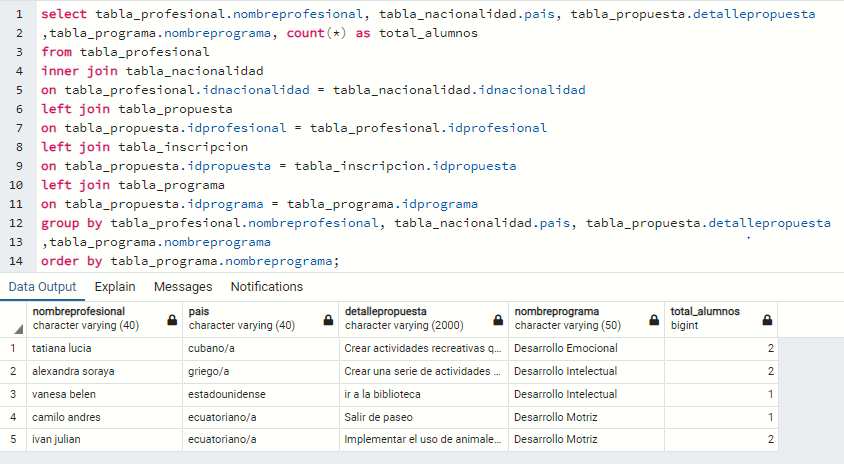 1 select tabla_profesional.nombreprofesional, tabla_nacionalidad.pais, tabla_propuesta.detallepropuesta
2 ,tabla_programa.nombreprograma, count(*) as total_alumnos
3 from tabla_profesional
4 inner join tabla_nacionalidad
5 on tabla_profesional.idnacionalidad = tabla_nacionalidad.idnacionalidad
6 left join tabla_propuesta
7 on tabla_propuesta.idprofesional = tabla_profesional.idprofesional
8 left join tabla_inscripcion
9 on tabla_propuesta.idpropuesta = tabla_inscripcion.idpropuesta
10 left join tabla_programa
11 on tabla_propuesta.idprograma = tabla_programa.idprograma
12 group by tabla_profesional.nombreprofesional, tabla_nacionalidad.pais, tabla_propuesta.detallepropuesta
13 ,tabla_programa.nombreprograma
14 order by tabla_programa.nombreprograma;
Data Output Explain Messages Notifications
nombreprofesional pais detallepropuesta nombreprograma total_alumnos
character varying (40) character varying (40) character varying (2000) character varying (50) bigint
1 tatiana lucia cubano/a Crear actividades recreativas q... Desarrollo Emocional 2
2 alexandra soraya griego/a Crear una serie de actividades ... Desarrollo Intelectual 2
3 vanesa belen estadounidense ir a la biblioteca Desarrollo Intelectual 1
4 camilo andres ecuatoriano/a Salir de paseo Desarrollo Motriz 1
5 ivan julian ecuatoriano/a Implementar el uso de animale... Desarrollo Motriz 2